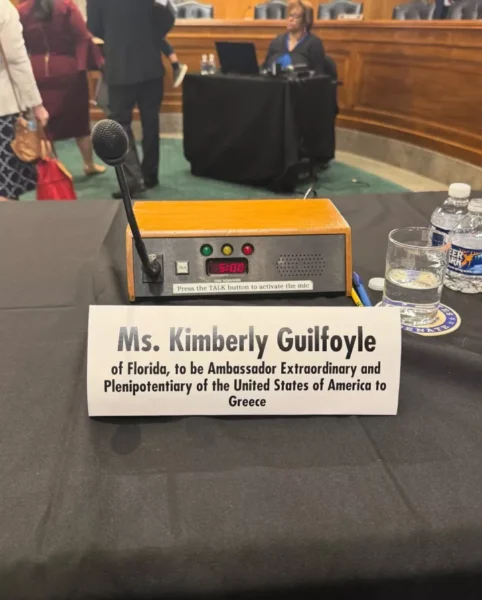 5:00
TALK
Press the TALK button to activate the mic
Ms. Kimberly Guilfoyle
of Florida, to be Ambassador Extraordinary and
Plenipotentiary of the United States of America to
Greece